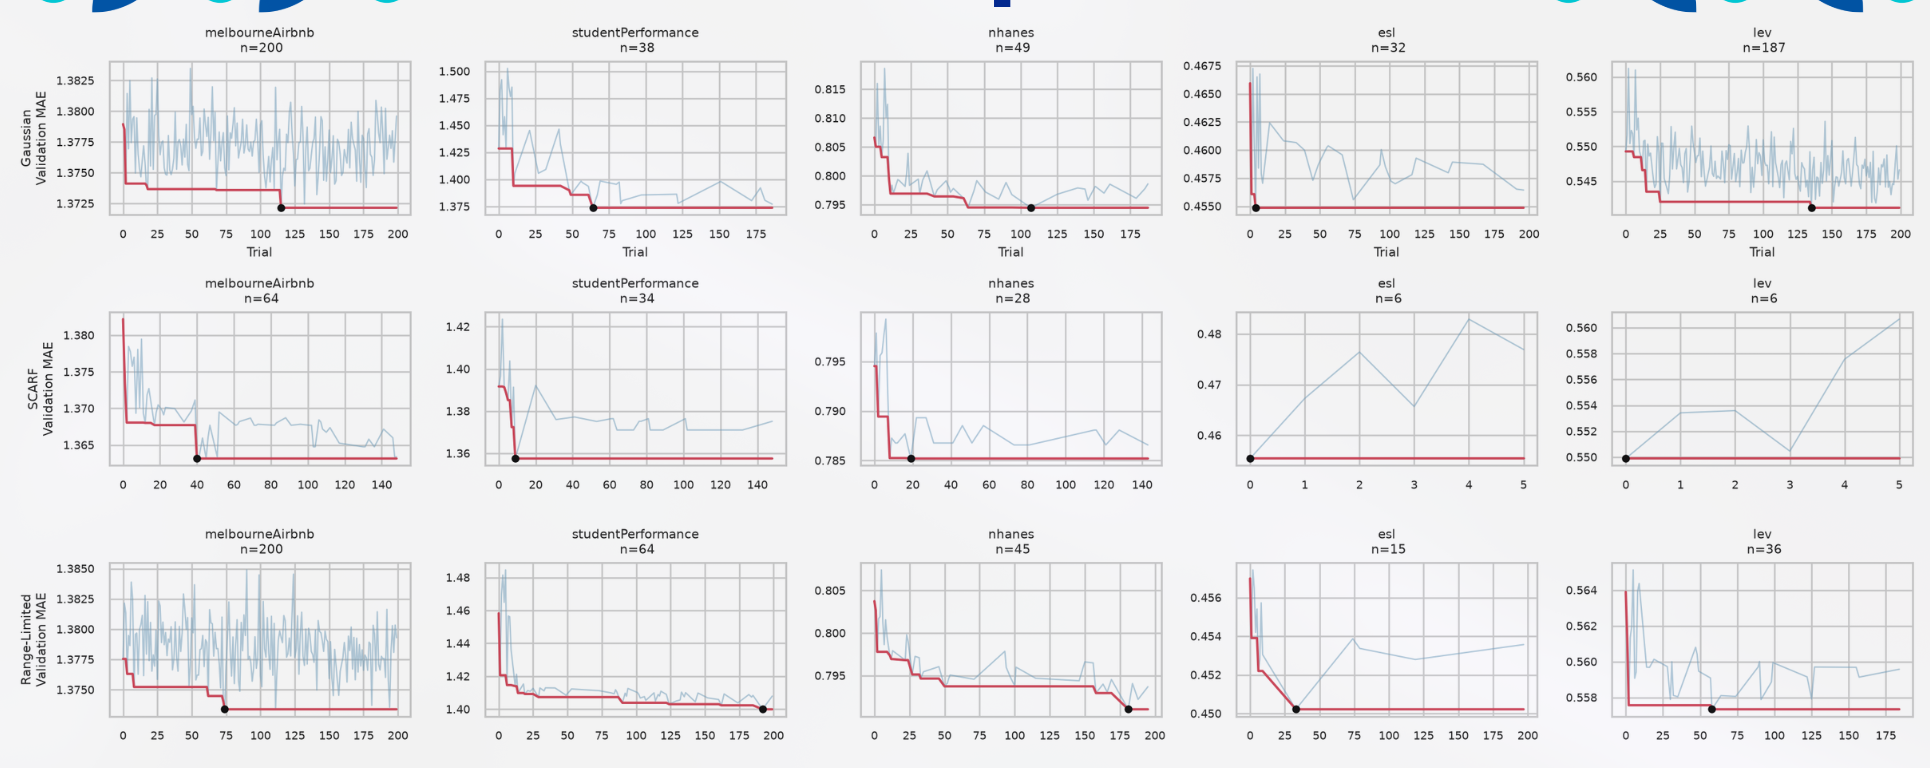 melbourneAirbnb
n=200
studentPerformance
n=38
nhanes
n=49
esl
n=32
lev
n=187
Gaussian
Validation MAE
1.3825
1.3800
1.3775
1.3750
1.3725
1.500
1.475
1.450
1.425
1.400
1.375
0.815
0.810
0.805
0.800
0.795
0.4675
0.4650
0.4625
0.4600
0.4575
0.4550
0.560
0.555
0.550
0.545
0 25 50 75 100 125 150 175 200
0 25 50 75 100 125 150 175
0 25 50 75 100 125 150 175
0 25 50 75 100 125 150 175 200
0 25 50 75 100 125 150 175 200
Trial
Trial
Trial
Trial
Trial
melbourneAirbnb
n=64
studentPerformance
n=34
nhanes
n=28
esl
n=6
lev
n=6
SCARF
Validation MAE
1.380
1.375
1.370
1.365
1.42
1.40
1.38
1.36
0.795
0.790
0.785
0.48
0.47
0.46
0.560
0.558
0.556
0.554
0.552
0.550
0 20 40 60 80 100 120 140
0 20 40 60 80 100 120 140
0 20 40 60 80 100 120 140
0 1 2 3 4 5
0 1 2 3 4 5
melbourneAirbnb
n=200
studentPerformance
n=64
nhanes
n=45
esl
n=15
lev
n=36
Range-Limited
Validation MAE
1.3850
1.3825
1.3800
1.3775
1.3750
1.48
1.46
1.44
1.42
1.40
0.805
0.800
0.795
0.456
0.454
0.452
0.450
0.564
0.562
0.560
0.558
0 25 50 75 100 125 150 175 200
0 25 50 75 100 125 150 175 200
0 25 50 75 100 125 150 175 200
0 25 50 75 100 125 150 175 200
0 25 50 75 100 125 150 175